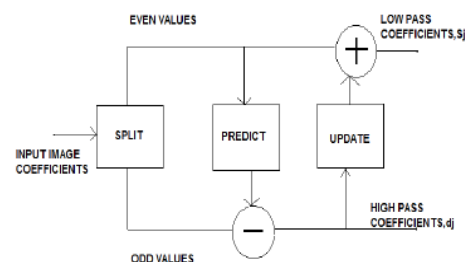 EVEN VALUES
LOW PASS
COEFFICIENTS,Sj
+
SPLIT
PREDICT
UPDATE
INPUT IMAGE
COEFFICIENTS
HIGH PASS
COEFFICIENTS,dj
−
ODD VALUES